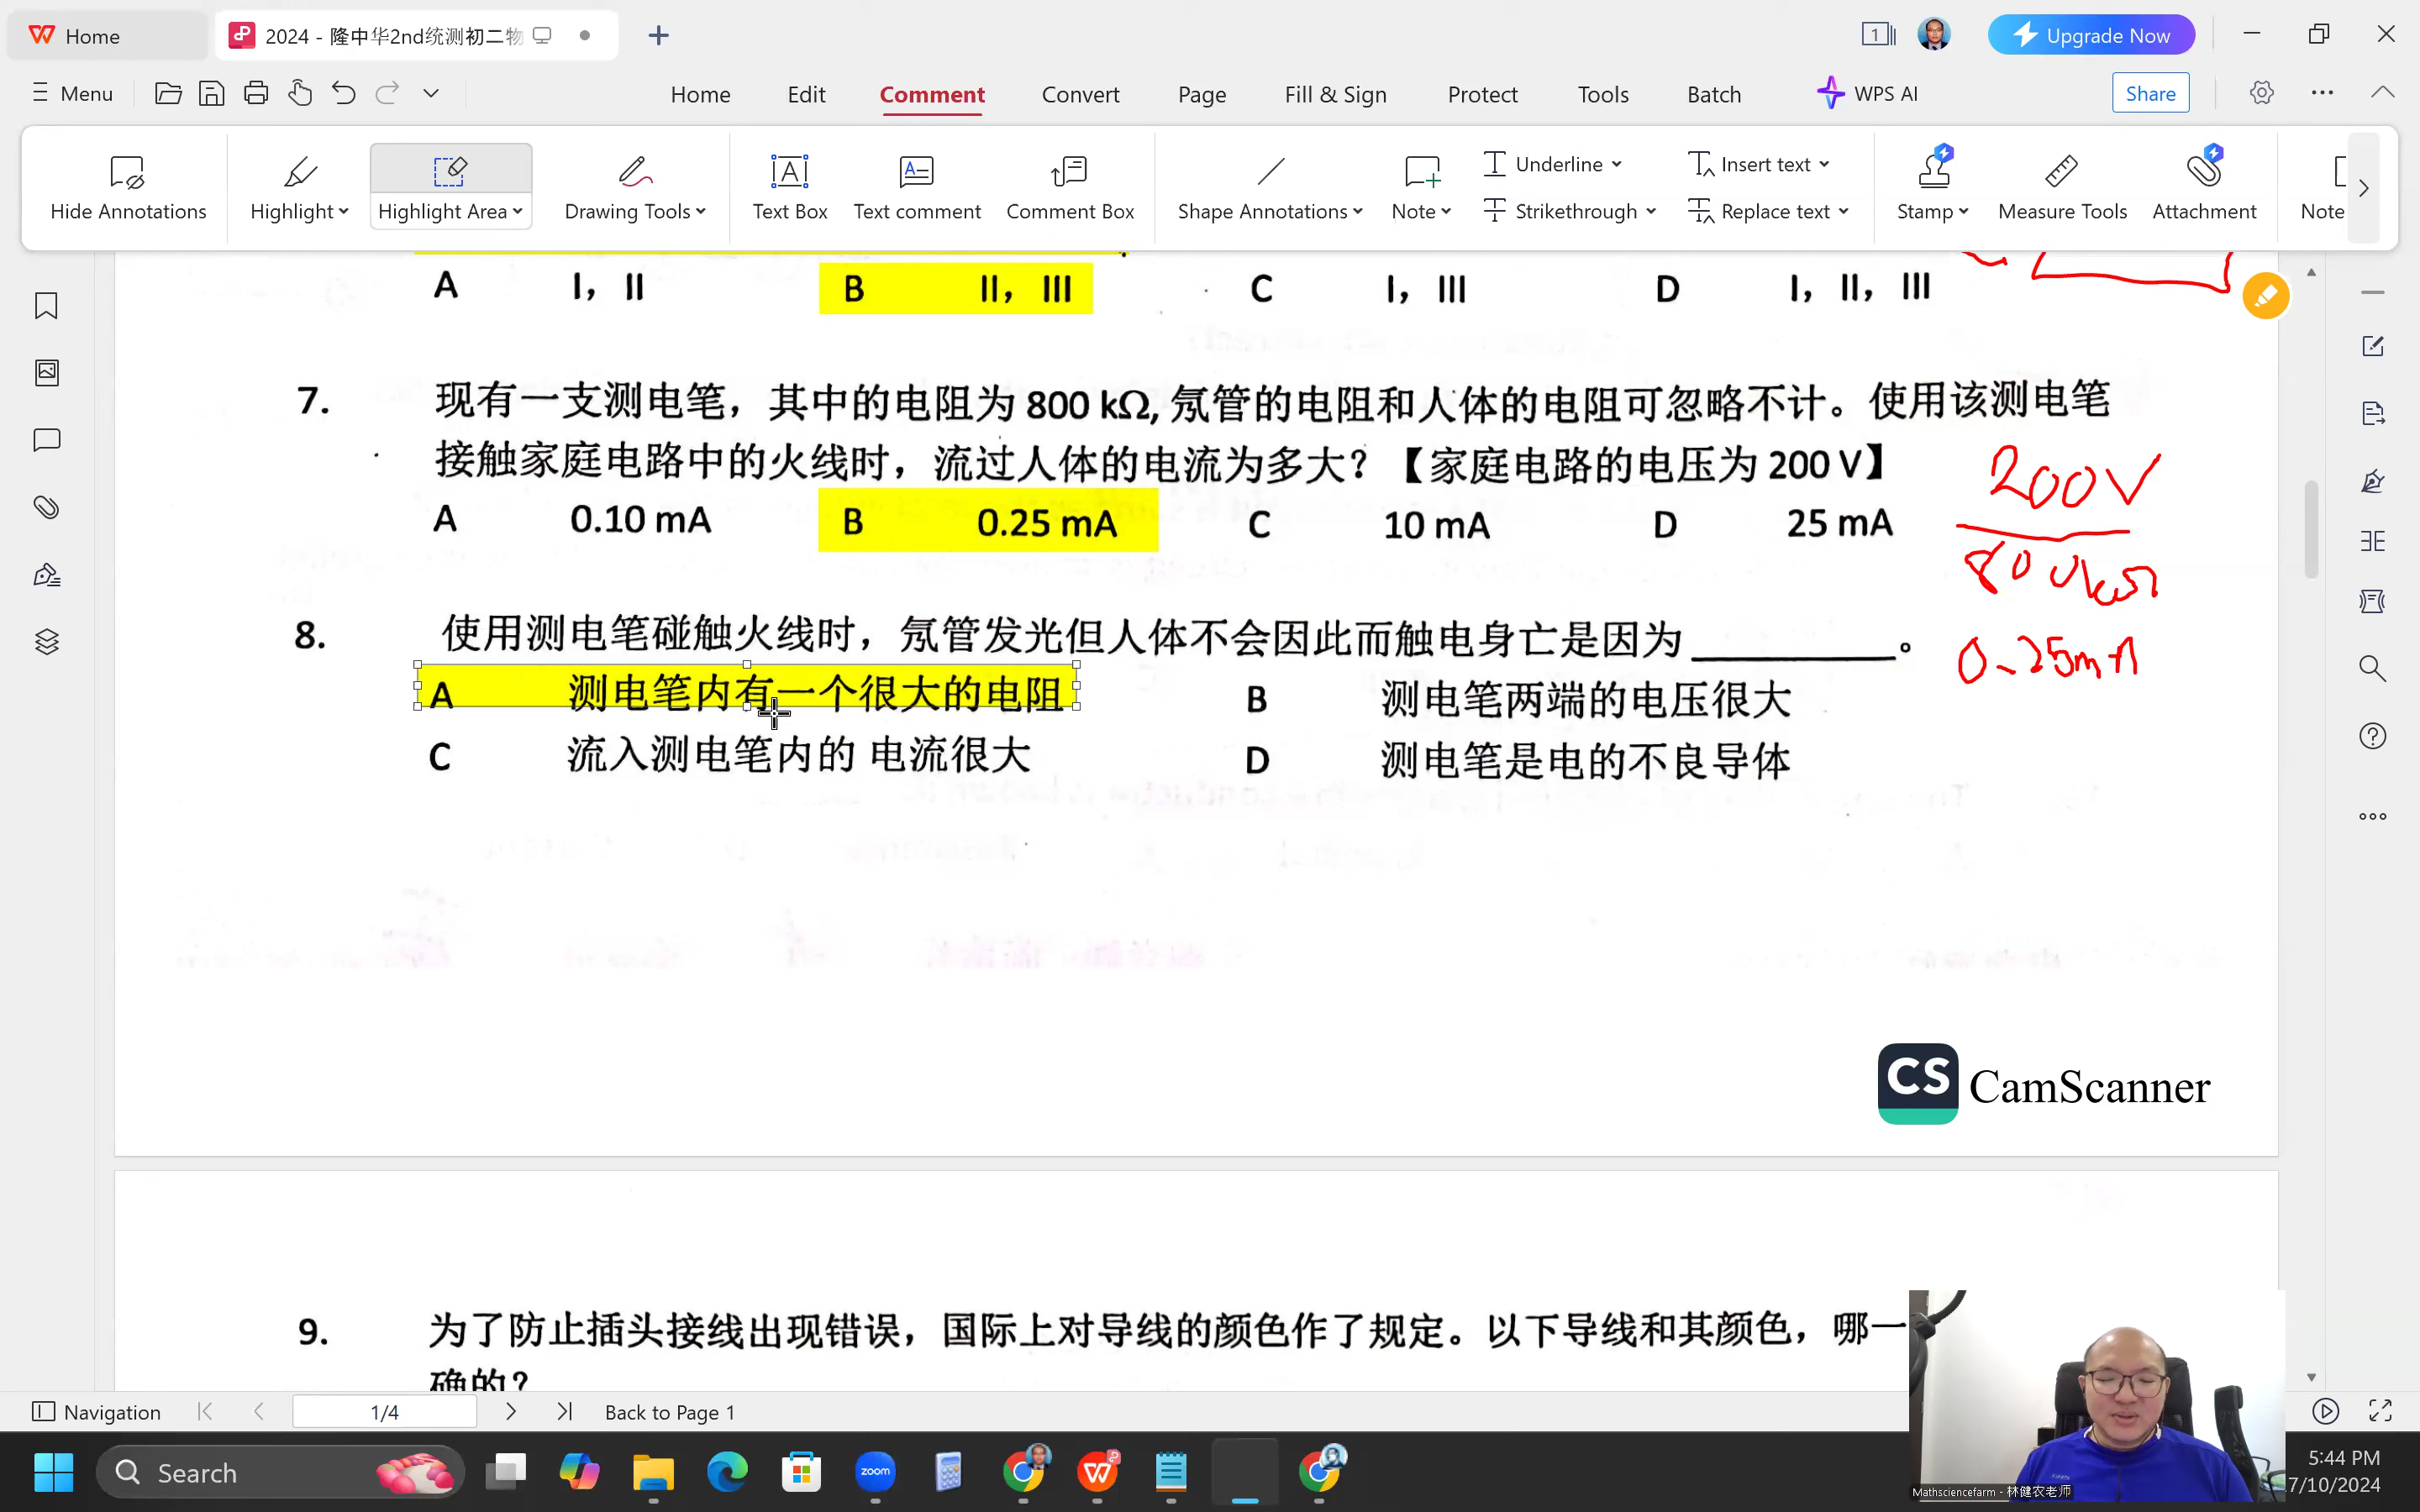 Home
2024 - 隆中华2nd统测初二物
Upgrade Now
Menu
Home Edit Comment Convert Page Fill & Sign Protect Tools Batch WPS AI
Share
Hide Annotations Highlight Highlight Area Drawing Tools Text Box Text comment Comment Box Shape Annotations Note Underline Strikethrough Insert text Replace text Stamp Measure Tools Attachment Note
A I，II B II，III C I，III D I，II，III
7. 现有一支测电笔，其中的电阻为 800 kΩ, 氖管的电阻和人体的电阻可忽略不计。使用该测电笔
接触家庭电路中的火线时，流过人体的电流为多大？【家庭电路的电压为 200 V】
A 0.10 mA B 0.25 mA C 10 mA D 25 mA
200V
800kΩ
0.25mA
8. 使用测电笔碰触火线时，氖管发光但人体不会因此而触电身亡是因为 __________。
A 测电笔内有一个很大的电阻 B 测电笔两端的电压很大
C 流入测电笔内的 电流很大 D 测电笔是电的不良导体
CS CamScanner
9. 为了防止插头接线出现错误，国际上对导线的颜色作了规定。以下导线和其颜色，哪一
确的？
Navigation 1/4 Back to Page 1
Search
zoom
5:44 PM
7/10/2024
Mathsciencefarm - 林健农老师